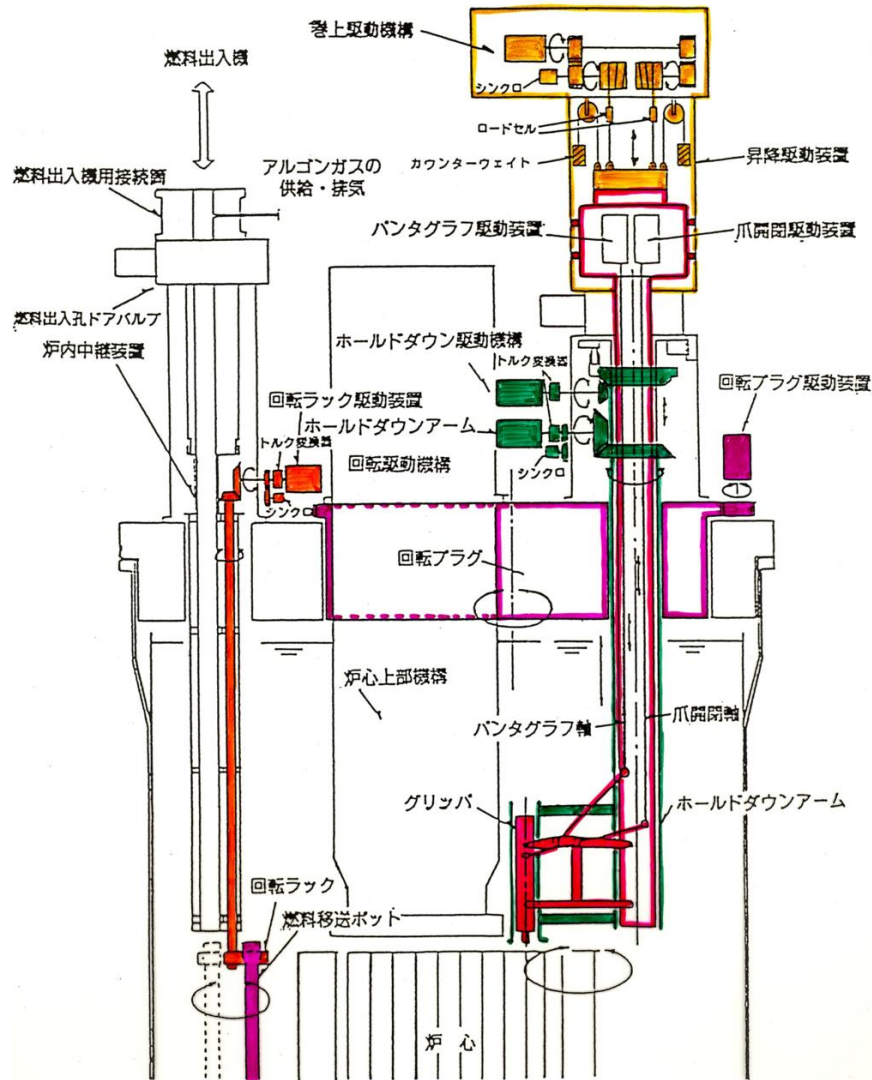 巻上駆動機構
燃料出入機
シンクロ
ロードセル
カウンターウェイト
昇降駆動装置
アルゴンガスの
供給・排気
燃料出入機用接続筒
パンタグラフ駆動装置
爪開閉駆動装置
燃料出入孔ドアバルブ
炉内中継装置
ホールドダウン駆動機構
トルク変換器
回転プラグ駆動装置
回転ラック駆動装置
ホールドダウンアーム
回転駆動機構
トルク変換器
シンクロ
シンクロ
回転プラグ
炉心上部機構
パンタグラフ軸
爪開閉軸
グリッパ
ホールドダウンアーム
回転ラック
燃料移送ポット
炉 心